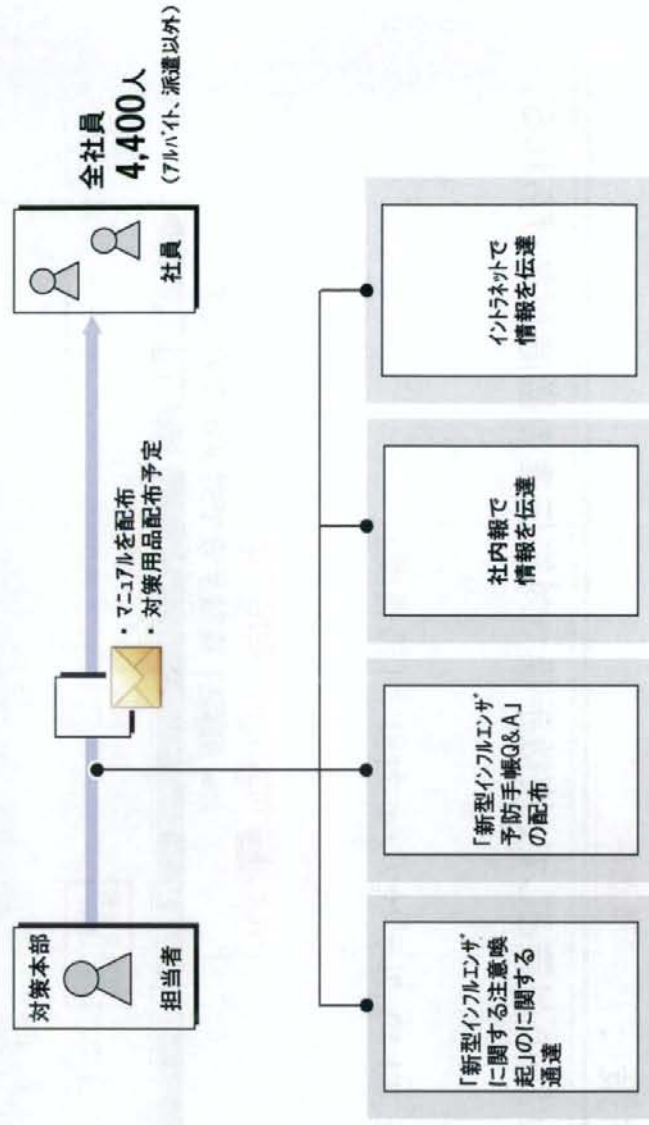 対策本部
担当者
・マニュアルを配布
・対策用品配布予定
社員
全社員
4,400人
(アルバイト、派遣以外)
「新型インフルエンザ
に関する注意喚
起」のに関する
通達
「新型インフルエンザ
予防手帳Q&A」
の配布
社内報で
情報を伝達
イントラネットで
情報を伝達